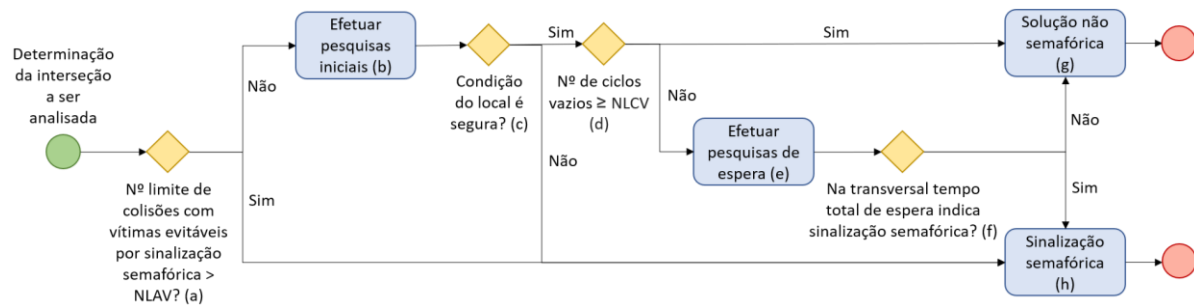 Determinação
da interseção
a ser
analisada
Nº limite de
colisões com
vítimas evitáveis
por sinalização
semafórica >
NLAV? (a)
Não
Sim
Efetuar
pesquisas
iniciais (b)
Condição
do local é
segura? (c)
Sim
Não
Nº de ciclos
vazios ≥ NLCV
(d)
Sim
Não
Efetuar
pesquisas de
espera (e)
Na transversal tempo
total de espera indica
sinalização semafórica? (f)
Não
Sim
Solução não
semafórica
(g)
Sinalização
semafórica
(h)